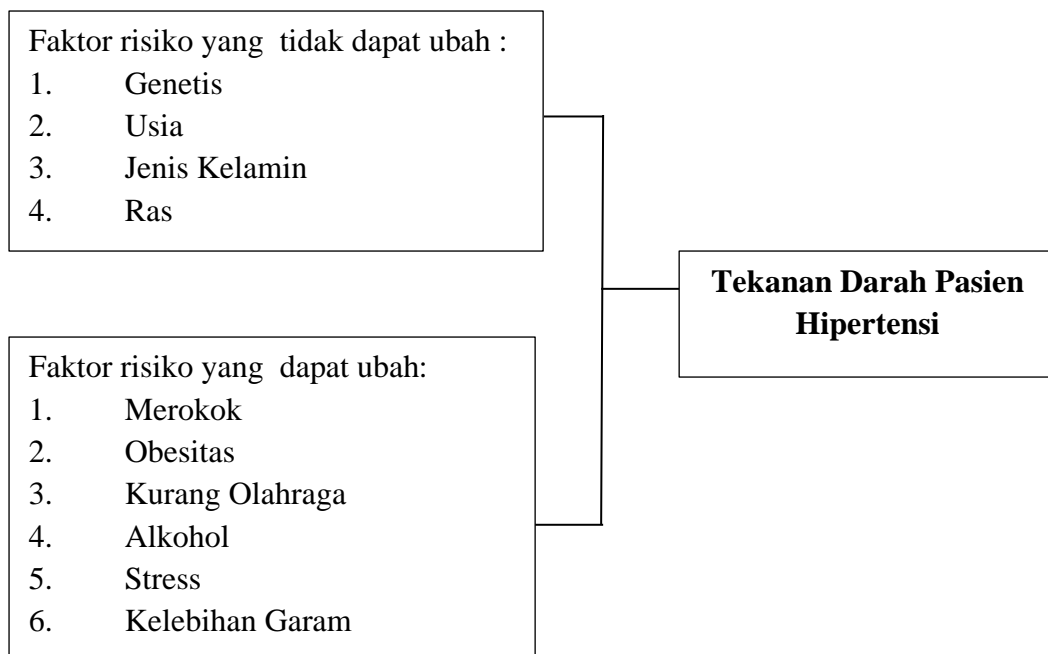 Faktor risiko yang  tidak dapat ubah :
1. Genetis
2. Usia
3. Jenis Kelamin
4. Ras
Tekanan Darah Pasien
Hipertensi
Faktor risiko yang  dapat ubah:
1. Merokok
2. Obesitas
3. Kurang Olahraga
4. Alkohol
5. Stress
6. Kelebihan Garam